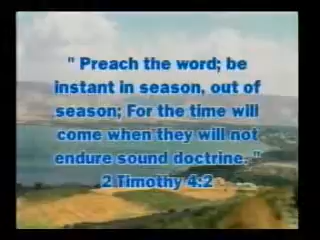 " Preach the word; be
instant in season, out of
season; For the time will
come when they will not
endure sound doctrine. "
2 Timothy 4:2